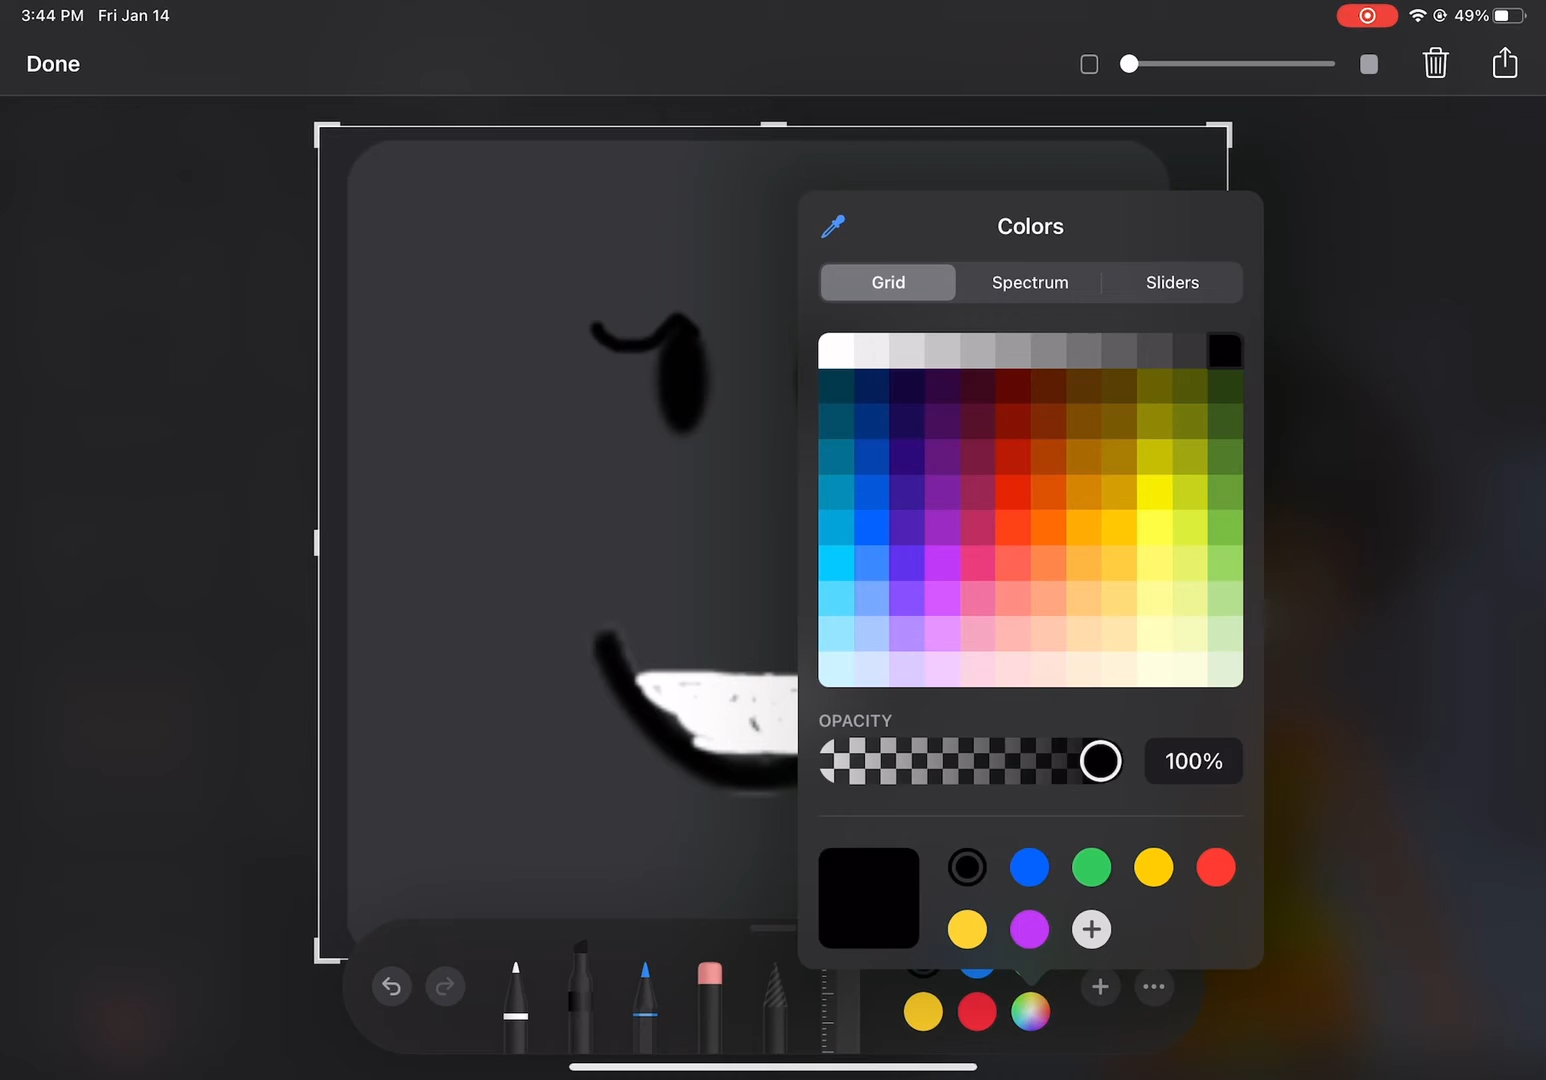 3:44 PM Fri Jan 14
49%
Done
Colors
Grid Spectrum Sliders
OPACITY
100%